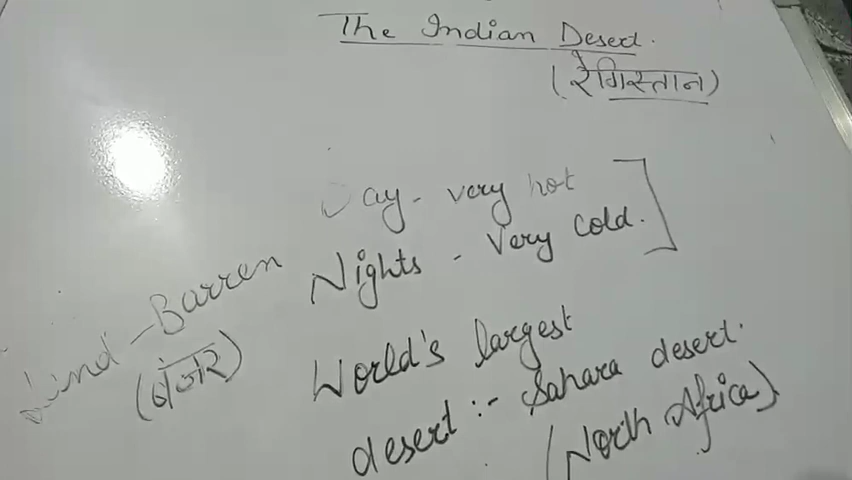 The Indian Desert.
(रेगिस्तान)
Day - very hot
Nights - Very cold.
Land - Barren
(बंजर)
World's largest
desert :- Sahara desert.
(North Africa)